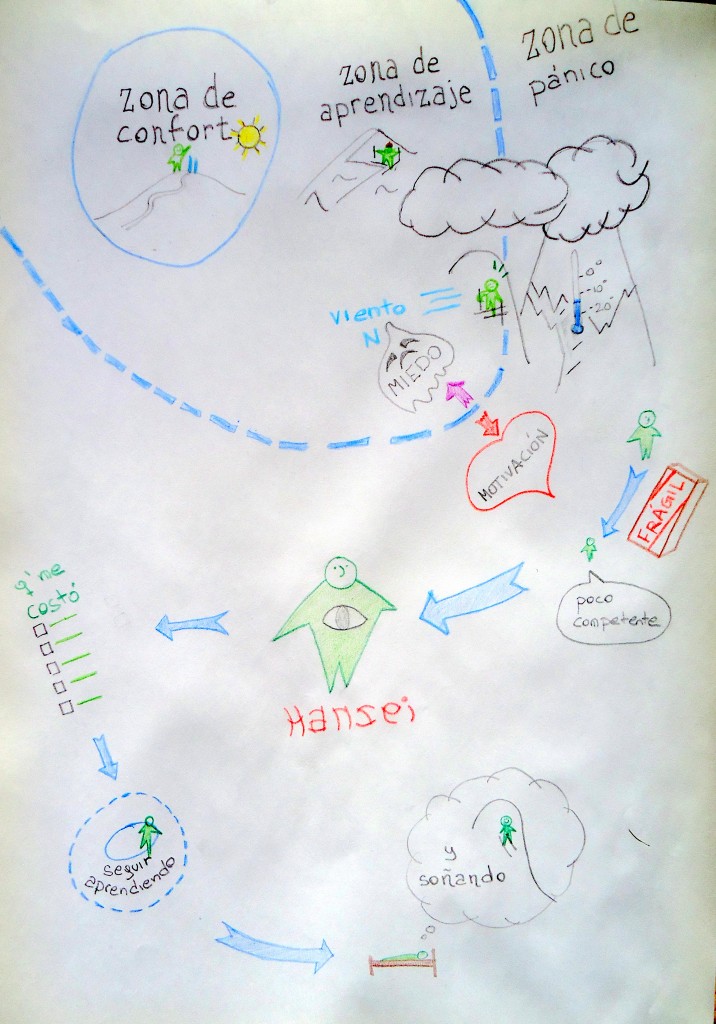 zona de
confort
zona de
aprendizaje
zona de
pánico
0°
-10°
-20°
viento
N
MIEDO
MOTIVACIÓN
FRÁGIL
poco
competente
q' me
costó
Hansei
seguir
aprendiendo
y
soñando